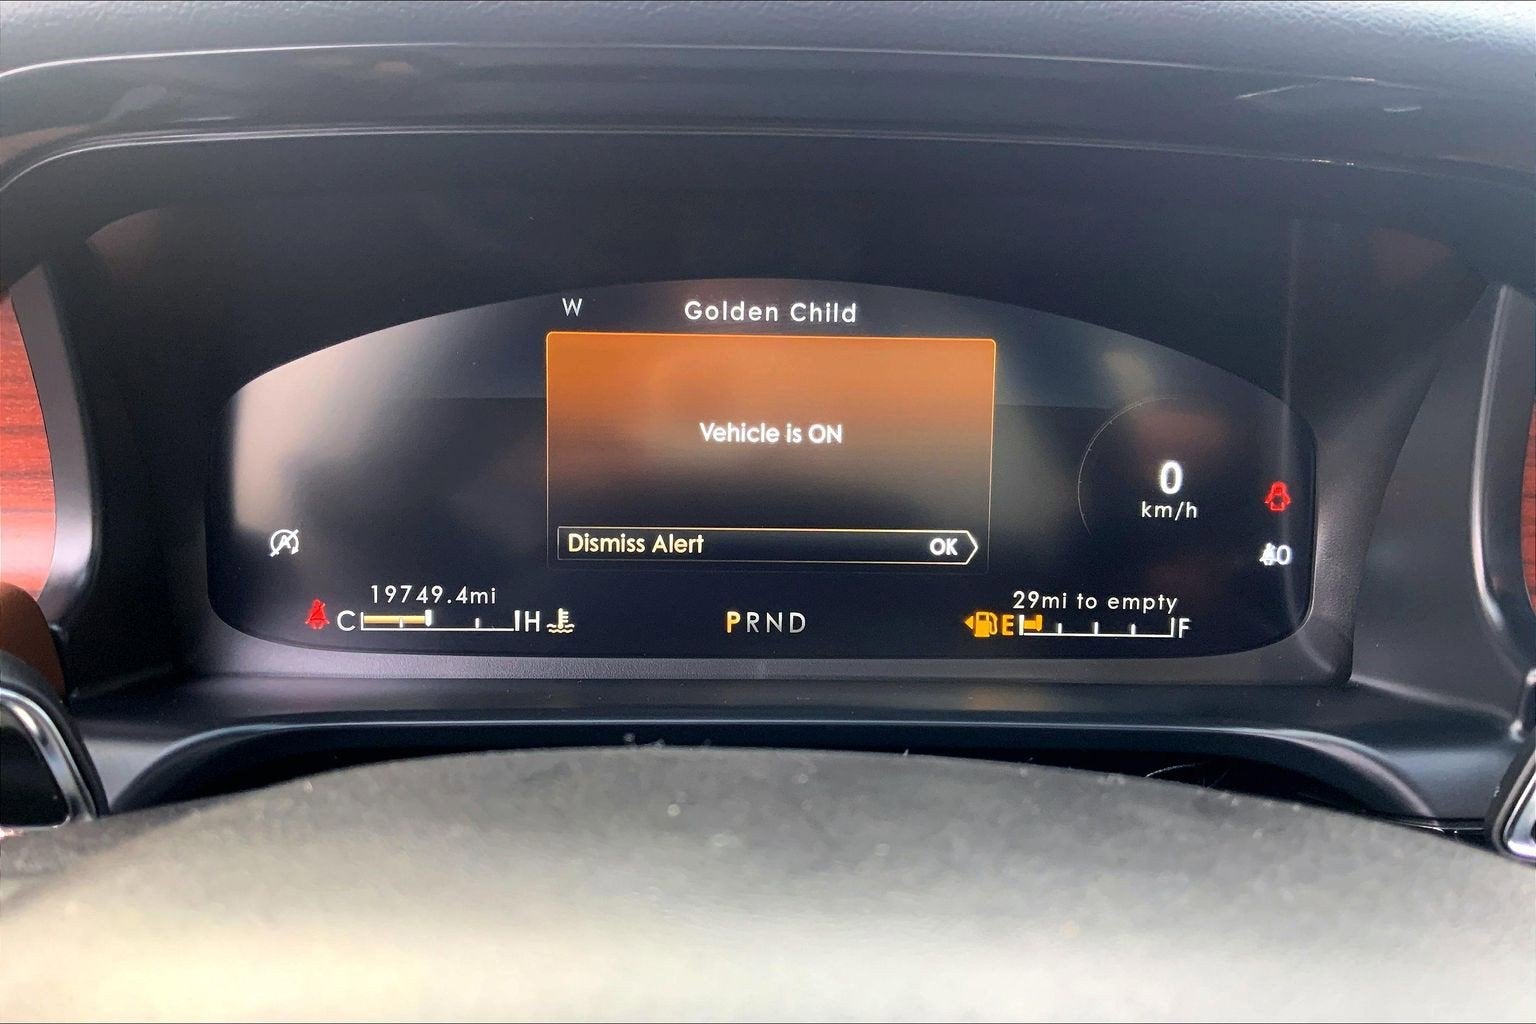 W
Golden Child
Vehicle is ON
Dismiss Alert OK
0
km/h
19749.4mi
C H
PRND
29mi to empty
E F